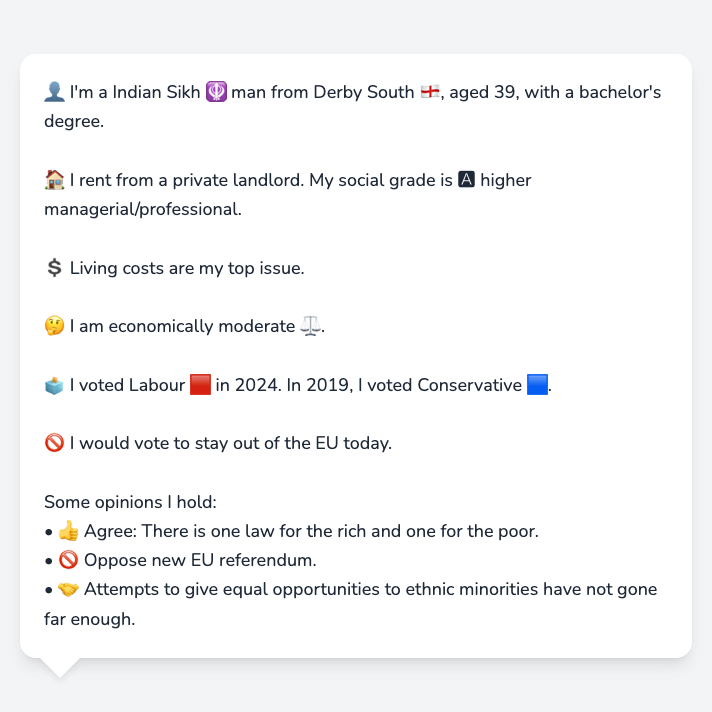 👤 I'm a Indian Sikh 🪯 man from Derby South 🏴󠁧󠁢󠁥󠁮󠁧󠁿, aged 39, with a bachelor's
degree.
🏠 I rent from a private landlord. My social grade is 🅰 higher
managerial/professional.
💲 Living costs are my top issue.
🤔 I am economically moderate ⚖️.
🗳️ I voted Labour 🟥 in 2024. In 2019, I voted Conservative 🟦.
🚫 I would vote to stay out of the EU today.
Some opinions I hold:
• 👍 Agree: There is one law for the rich and one for the poor.
• 🚫 Oppose new EU referendum.
• 🤝 Attempts to give equal opportunities to ethnic minorities have not gone
far enough.